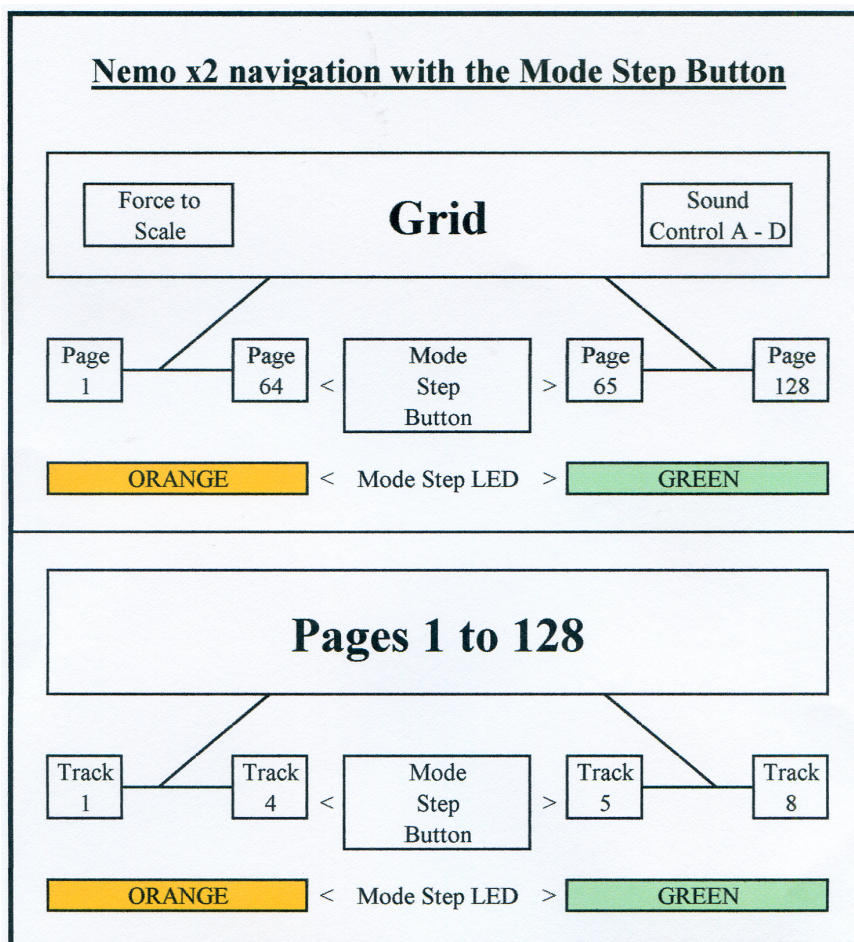 Nemo x2 navigation with the Mode Step Button
Force to
Scale
Grid
Sound
Control A - D
Page
1
Page
64
<
Mode
Step
Button
>
Page
65
Page
128
ORANGE
< Mode Step LED >
GREEN
Pages 1 to 128
Track
1
Track
4
<
Mode
Step
Button
>
Track
5
Track
8
ORANGE
< Mode Step LED >
GREEN